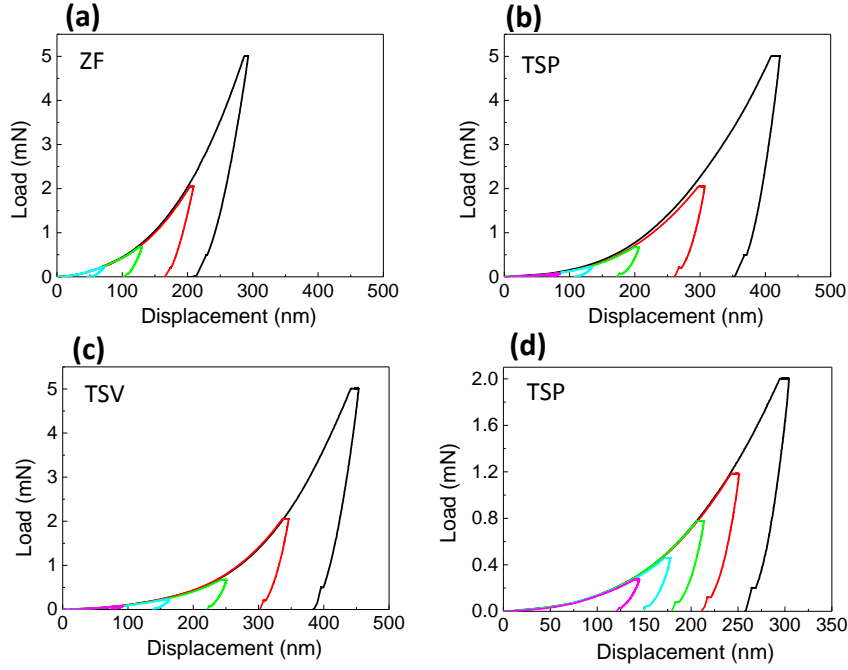 (a)
ZF
5
4
3
2
1
0
0 100 200 300 400 500
Load (mN)
Displacement (nm)
(b)
TSP
5
4
3
2
1
0
0 100 200 300 400 500
Load (mN)
Displacement (nm)
(c)
TSV
5
4
3
2
1
0
0 100 200 300 400 500
Load (mN)
Displacement (nm)
(d)
TSP
2.0
1.6
1.2
0.8
0.4
0.0
0 50 100 150 200 250 300 350
Load (mN)
Displacement (nm)